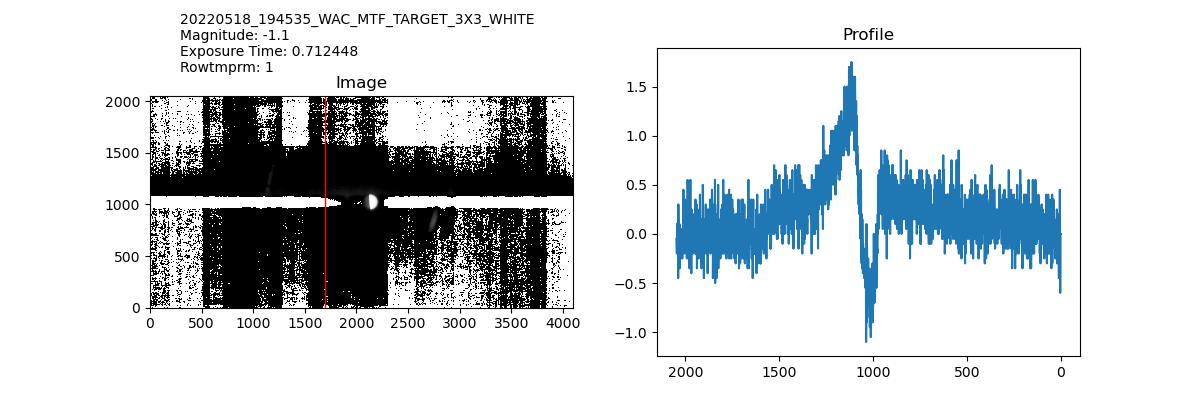 20220518_194535_WAC_MTF_TARGET_3X3_WHITE
Magnitude: -1.1
Exposure Time: 0.712448
Rowtmprm: 1
Image
2000
1500
1000
500
0
0 500 1000 1500 2000 2500 3000 3500 4000
Profile
1.5
1.0
0.5
0.0
−0.5
−1.0
2000 1500 1000 500 0